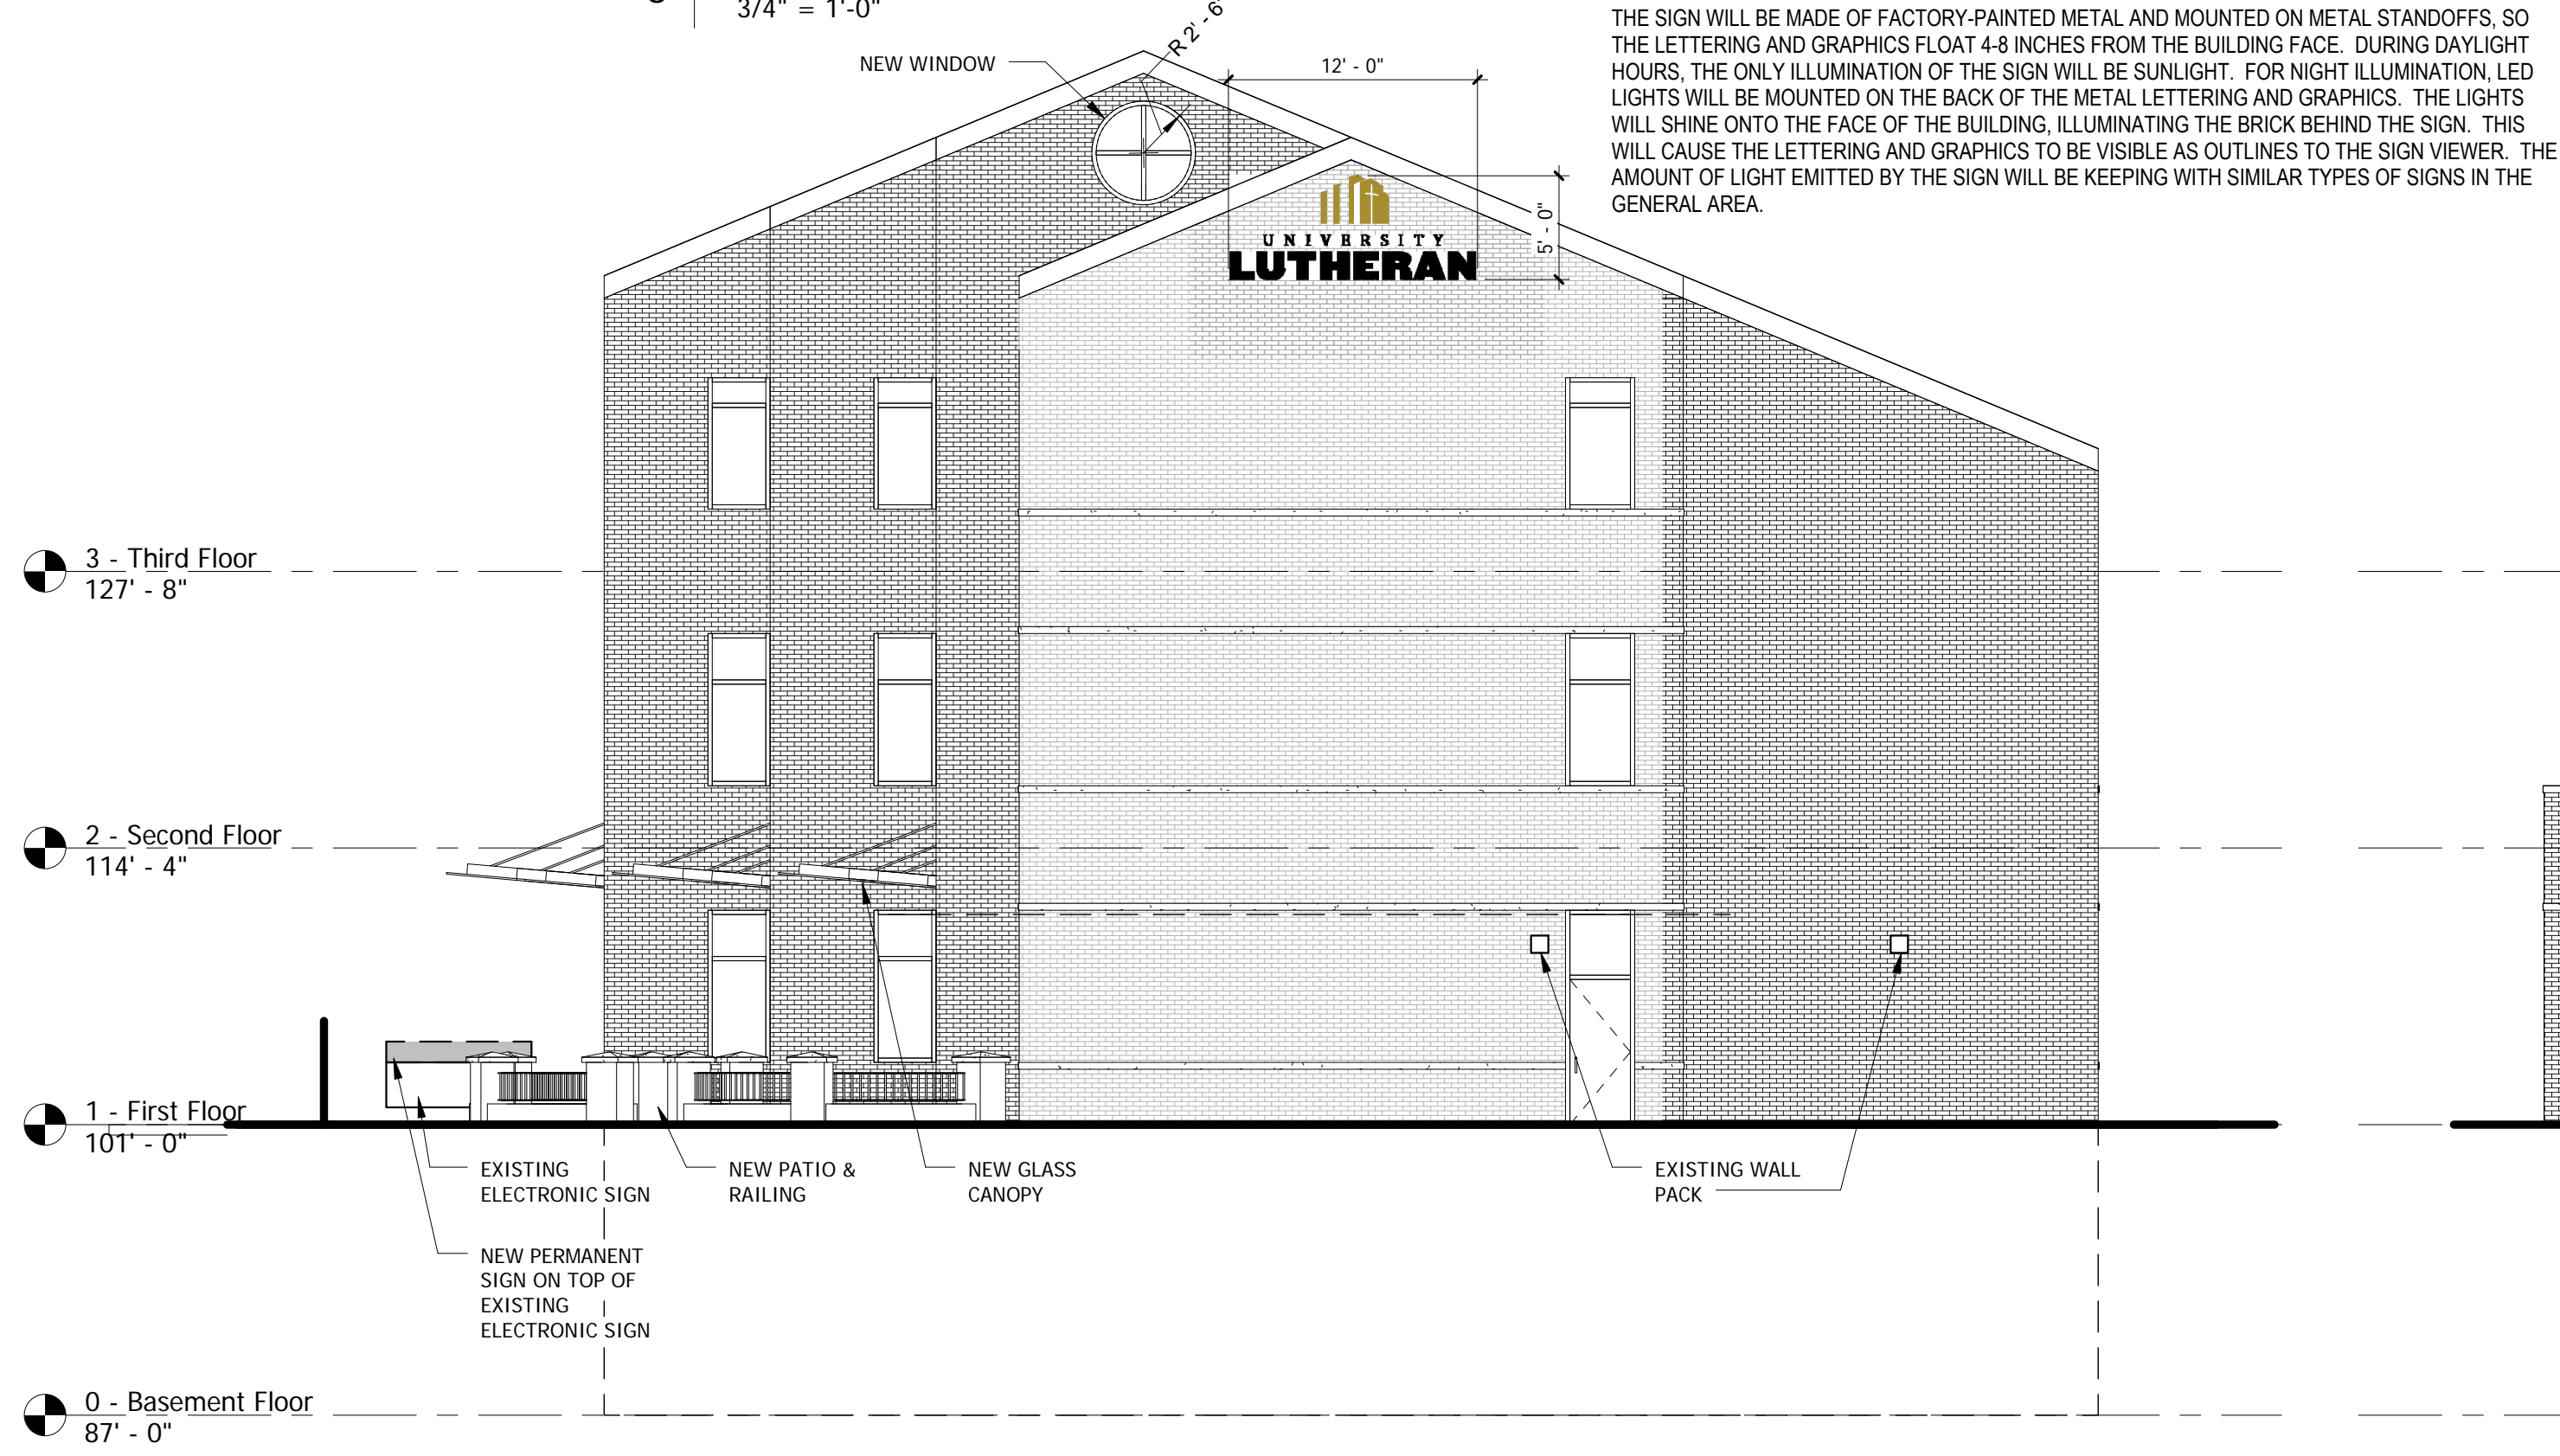 3/4" = 1'-0"
THE SIGN WILL BE MADE OF FACTORY-PAINTED METAL AND MOUNTED ON METAL STANDOFFS, SO
THE LETTERING AND GRAPHICS FLOAT 4-8 INCHES FROM THE BUILDING FACE. DURING DAYLIGHT
HOURS, THE ONLY ILLUMINATION OF THE SIGN WILL BE SUNLIGHT. FOR NIGHT ILLUMINATION, LED
LIGHTS WILL BE MOUNTED ON THE BACK OF THE METAL LETTERING AND GRAPHICS. THE LIGHTS
WILL SHINE ONTO THE FACE OF THE BUILDING, ILLUMINATING THE BRICK BEHIND THE SIGN. THIS
WILL CAUSE THE LETTERING AND GRAPHICS TO BE VISIBLE AS OUTLINES TO THE SIGN VIEWER. THE
AMOUNT OF LIGHT EMITTED BY THE SIGN WILL BE KEEPING WITH SIMILAR TYPES OF SIGNS IN THE
GENERAL AREA.
NEW WINDOW
R 2' - 6"
12' - 0"
5' - 0"
UNIVERSITY
LUTHERAN
3 - Third Floor
127' - 8"
2 - Second Floor
114' - 4"
1 - First Floor
101' - 0"
EXISTING
ELECTRONIC SIGN
NEW PATIO &
RAILING
NEW GLASS
CANOPY
EXISTING WALL
PACK
NEW PERMANENT
SIGN ON TOP OF
EXISTING
ELECTRONIC SIGN
0 - Basement Floor
87' - 0"